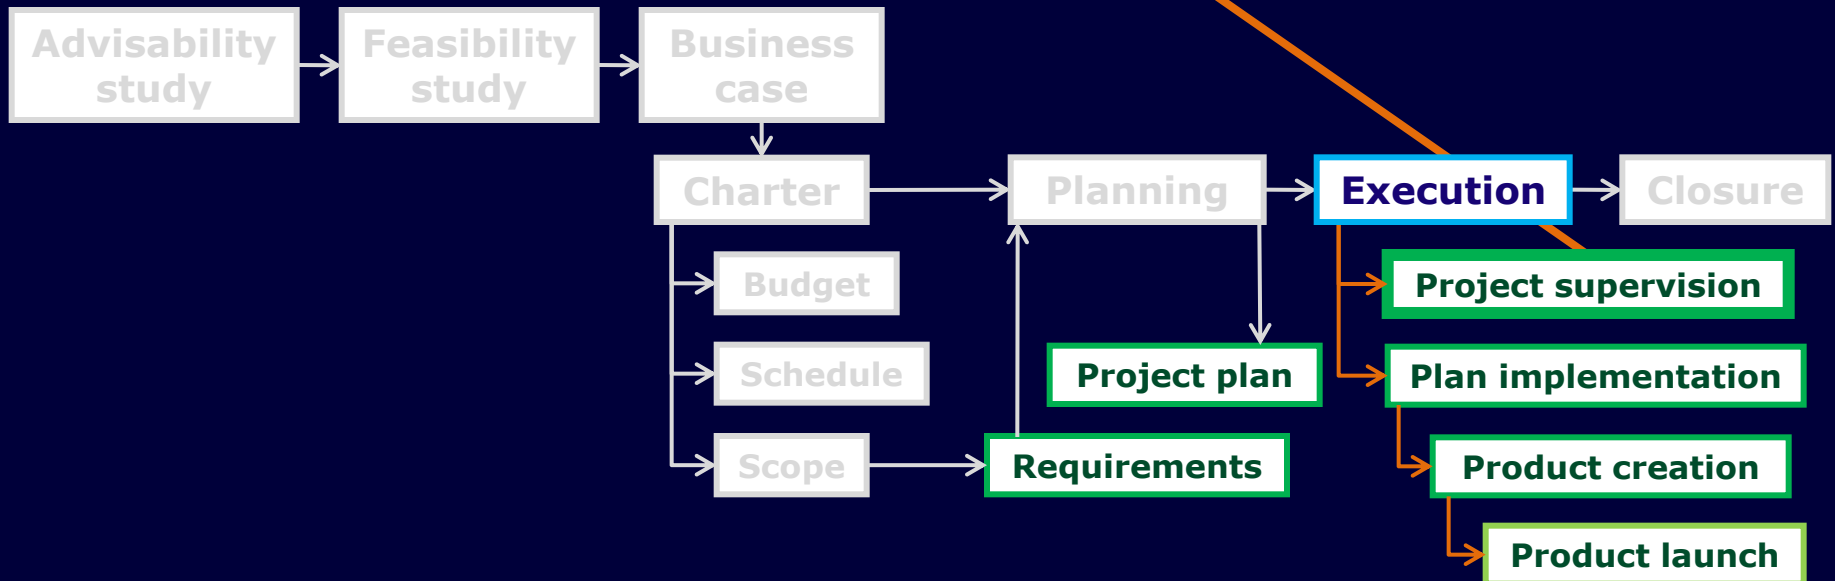 Advisability
study
Feasibility
study
Business
case
Charter
Planning
Execution
Closure
Budget
Project supervision
Schedule
Project plan
Plan implementation
Scope
Requirements
Product creation
Product launch